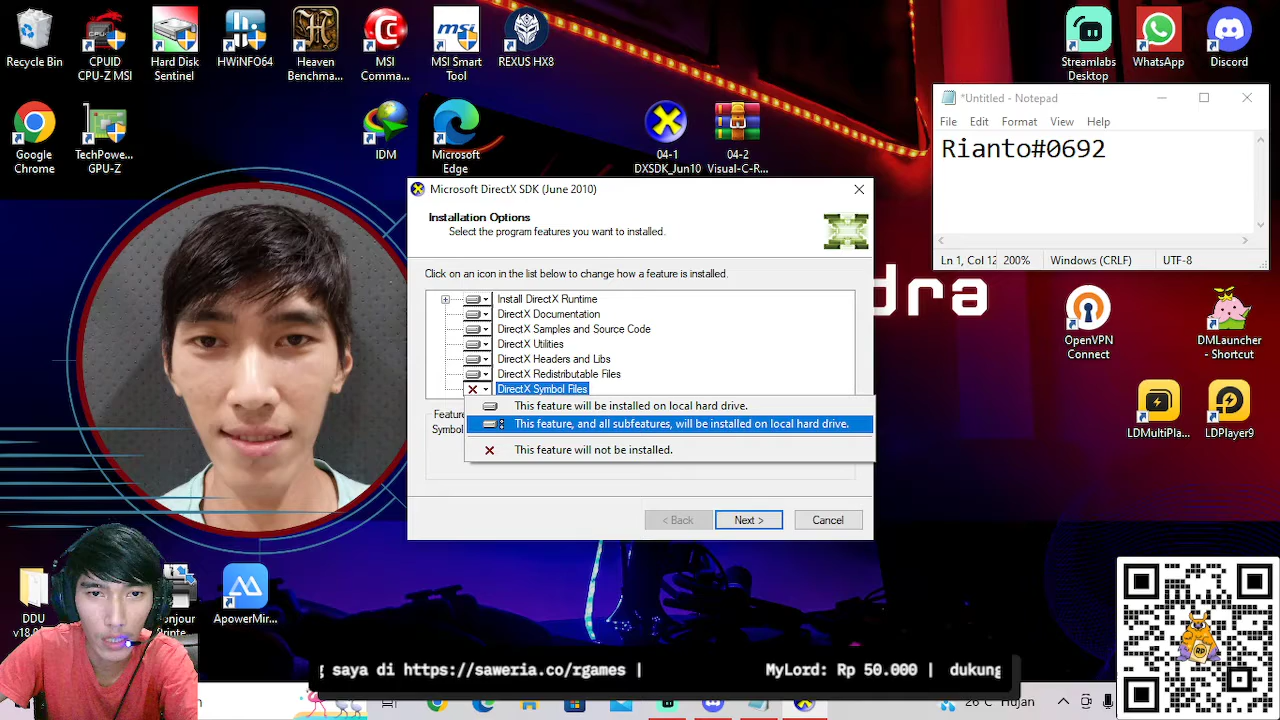 Recycle Bin
CPUID
CPU-Z MSI
Hard Disk
Sentinel
HWiNFO64
Heaven
Benchma...
MSI
Comma...
msi
MSI Smart
Tool
REXUS HX8
Streamlabs
Desktop
WhatsApp
Discord
Google
Chrome
TechPowe...
GPU-Z
IDM
Microsoft
Edge
04-1
DXSDK_Jun10
04-2
Visual-C-R...
*Untitled - Notepad
File Edit Format View Help
Rianto#0692
Ln 1, Col 12 200% Windows (CRLF) UTF-8
Microsoft DirectX SDK (June 2010)
Installation Options
Select the program features you want to installed.
Click on an icon in the list below to change how a feature is installed.
Install DirectX Runtime
DirectX Documentation
DirectX Samples and Source Code
DirectX Utilities
DirectX Headers and Libs
DirectX Redistributable Files
DirectX Symbol Files
This feature will be installed on local hard drive.
This feature, and all subfeatures, will be installed on local hard drive.
This feature will not be installed.
Featur
Symbol
< Back
Next >
Cancel
dra
OpenVPN
Connect
DMLauncher
- Shortcut
LDMultiPla...
LDPlayer9
DDU
ApowerMir...
saya di https://saweria. rgames | MyLord: Rp 50.000 | dukung
RP